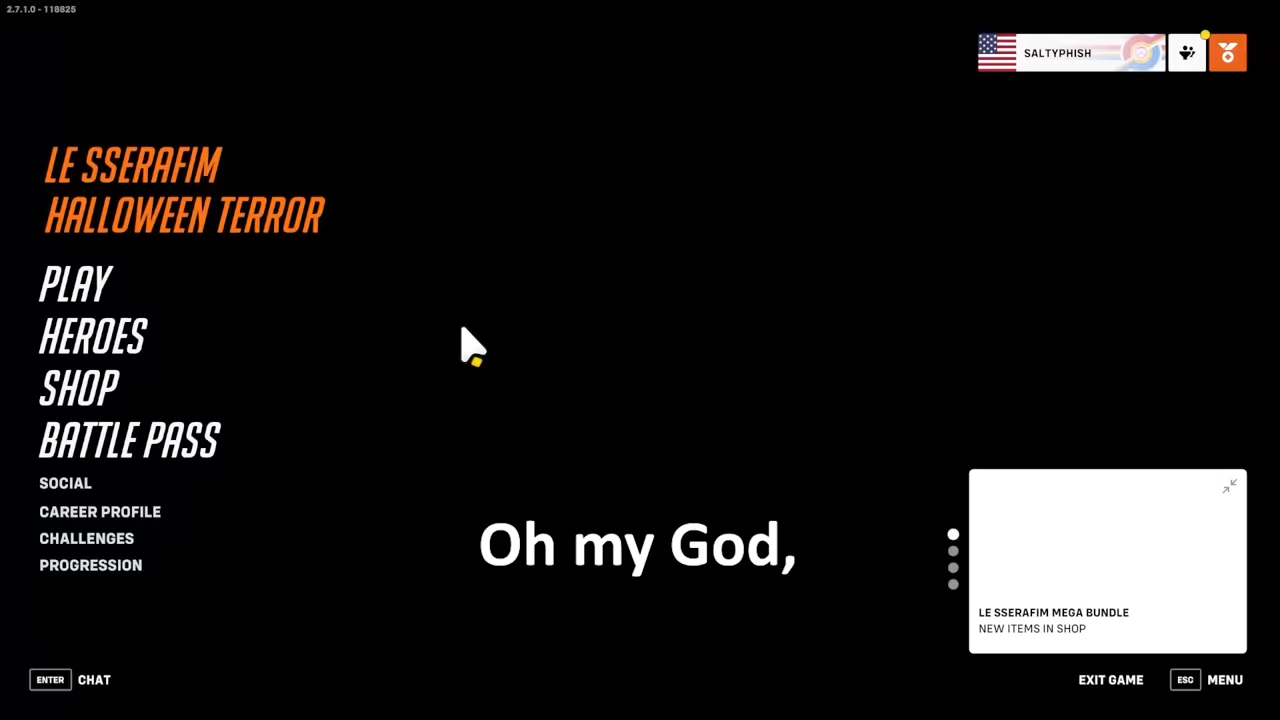 2.7.1.0 - 118825
SALTYPHISH
LE SSERAFIM
HALLOWEEN TERROR
PLAY
HEROES
SHOP
BATTLE PASS
SOCIAL
CAREER PROFILE
CHALLENGES
PROGRESSION
Oh my God,
LE SSERAFIM MEGA BUNDLE
NEW ITEMS IN SHOP
ENTER CHAT
EXIT GAME
ESC MENU